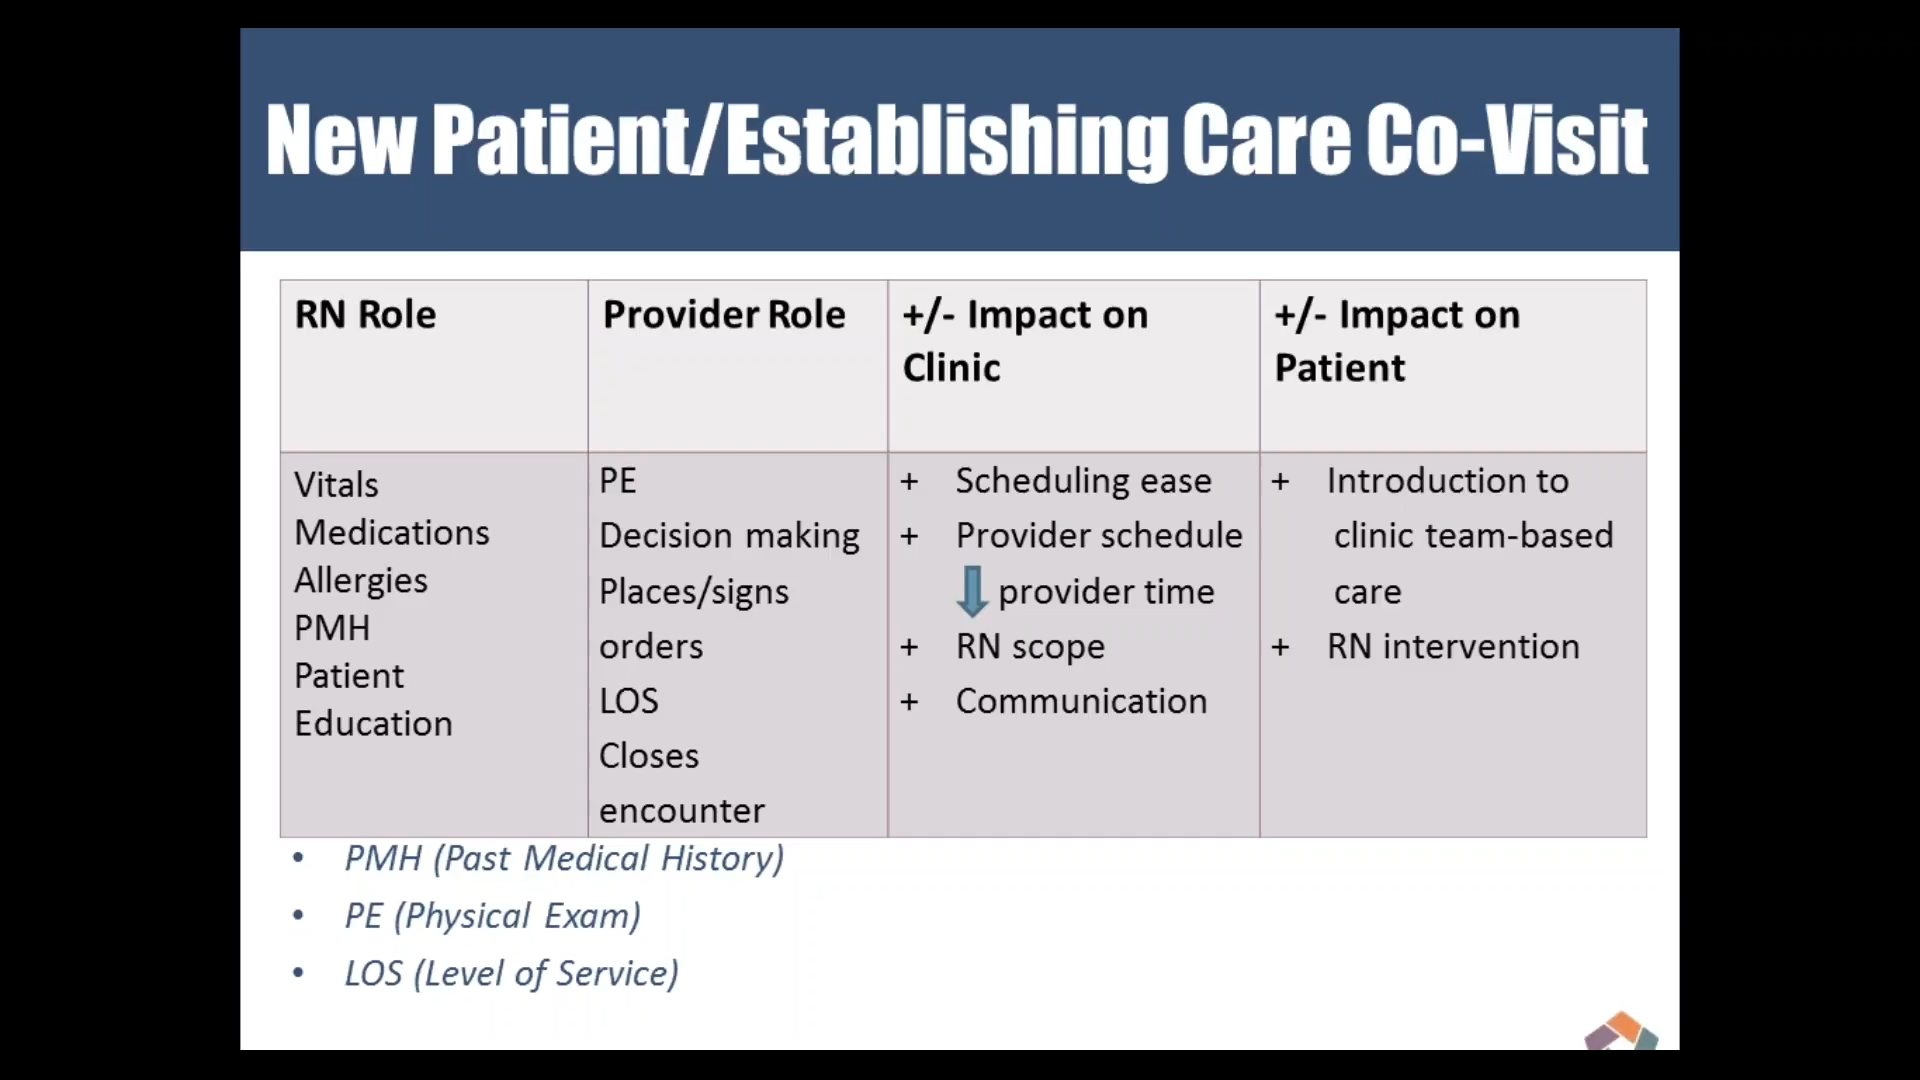 New Patient/Establishing Care Co-Visit
RN Role
Provider Role
+/- Impact on
Clinic
+/- Impact on
Patient
Vitals
Medications
Allergies
PMH
Patient
Education
PE
Decision making
Places/signs
orders
LOS
Closes
encounter
+ Scheduling ease
+ Provider schedule
provider time
+ RN scope
+ Communication
+ Introduction to
clinic team-based
care
+ RN intervention
• PMH (Past Medical History)
• PE (Physical Exam)
• LOS (Level of Service)